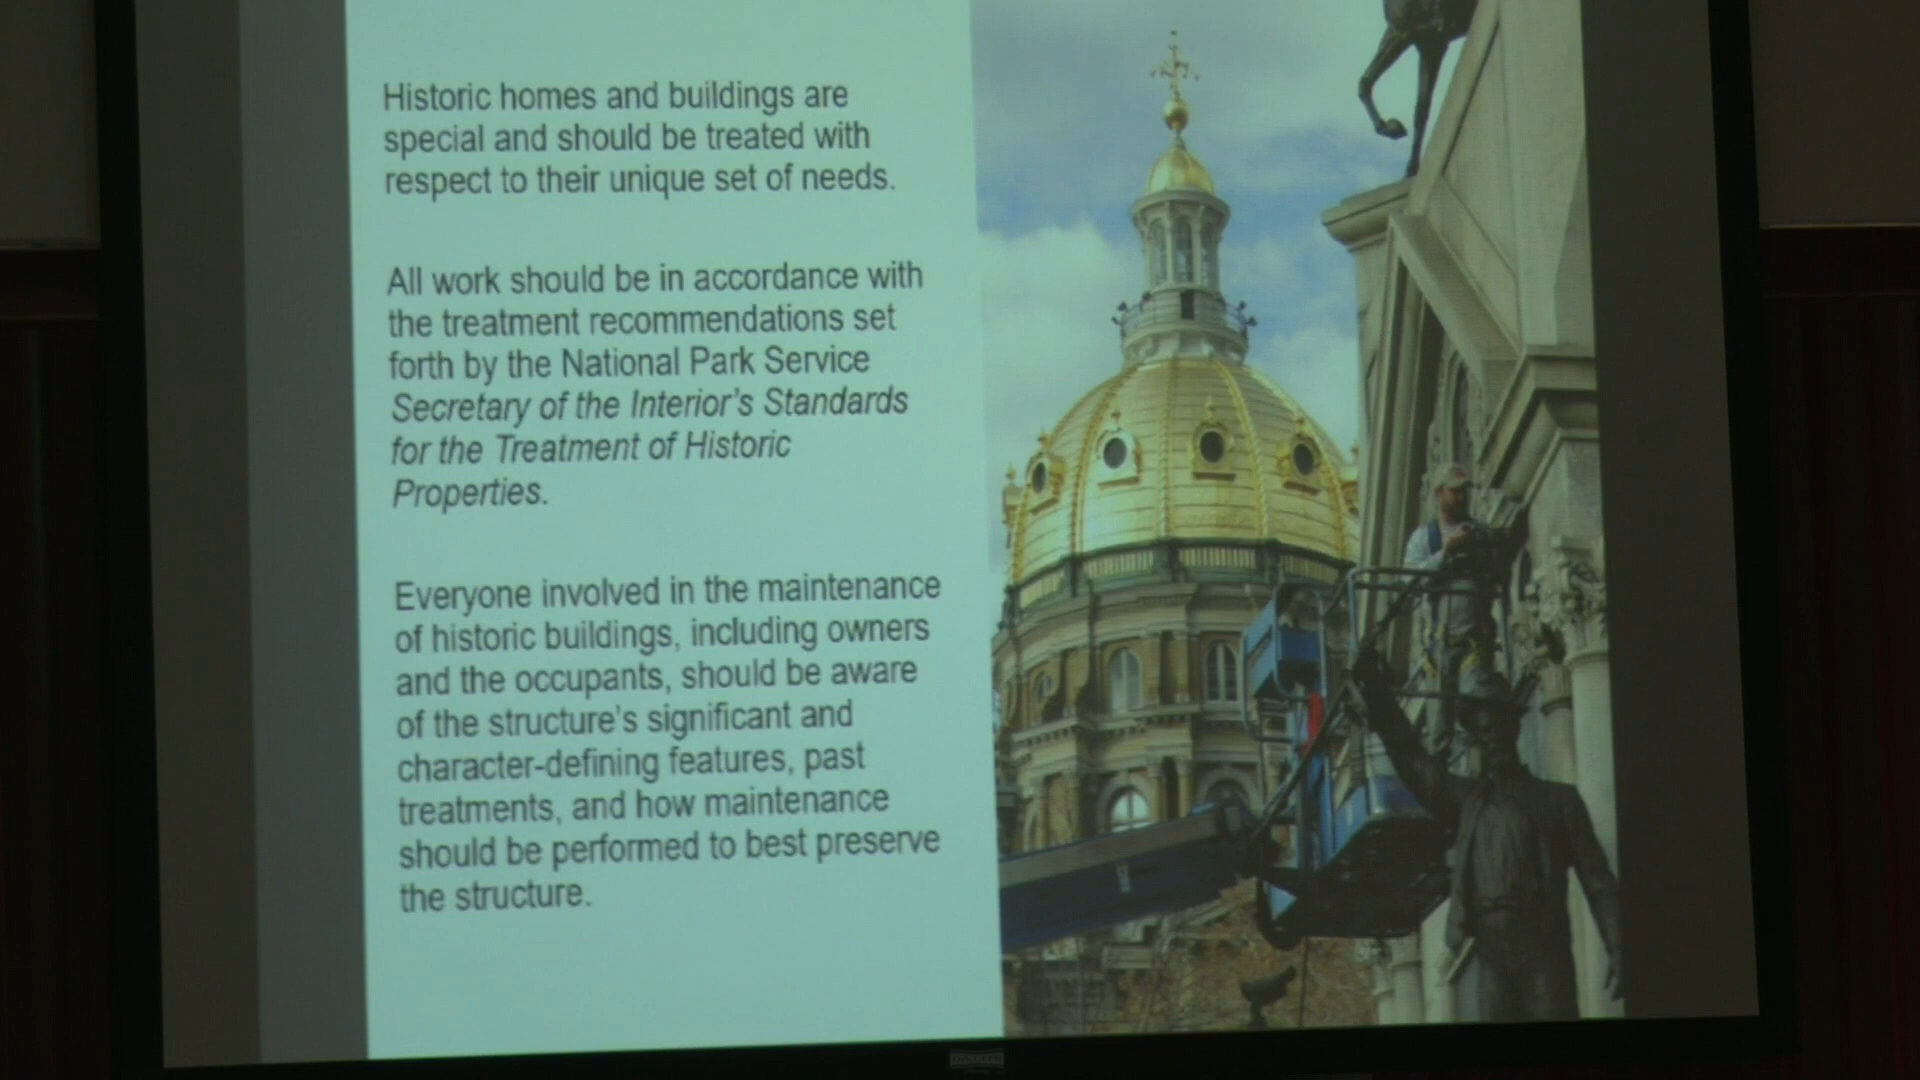 Historic homes and buildings are
special and should be treated with
respect to their unique set of needs.
All work should be in accordance with
the treatment recommendations set
forth by the National Park Service
Secretary of the Interior's Standards
for the Treatment of Historic
Properties.
Everyone involved in the maintenance
of historic buildings, including owners
and the occupants, should be aware
of the structure's significant and
character-defining features, past
treatments, and how maintenance
should be performed to best preserve
the structure.